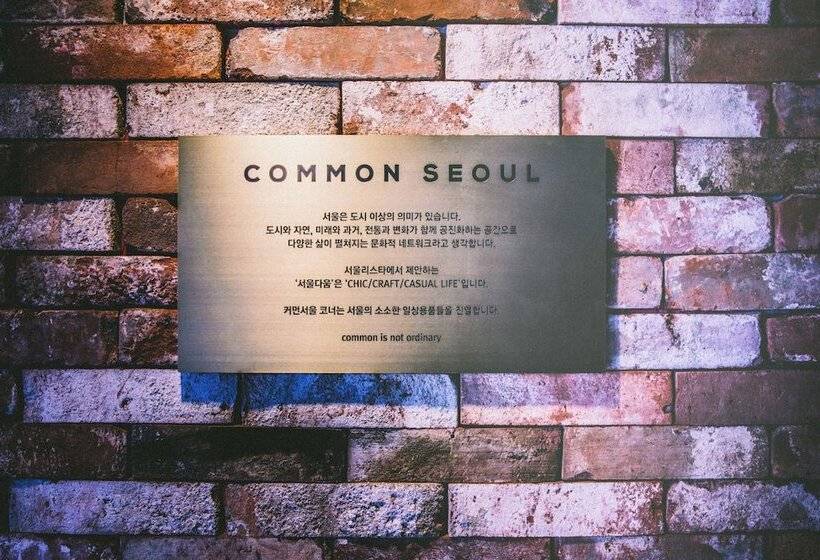 COMMON SEOUL
서울은 도시 이상의 의미가 있습니다.
도시와 자연, 미래와 과거, 전통과 변화가 함께 공진화하는 공간으로
다양한 삶이 펼쳐지는 문화적 네트워크라고 생각합니다.
서울리스타에서 제안하는
'서울다움'은 'CHIC/CRAFT/CASUAL LIFE'입니다.
커먼서울 코너는 서울의 소소한 일상용품들을 진열합니다.
common is not ordinary